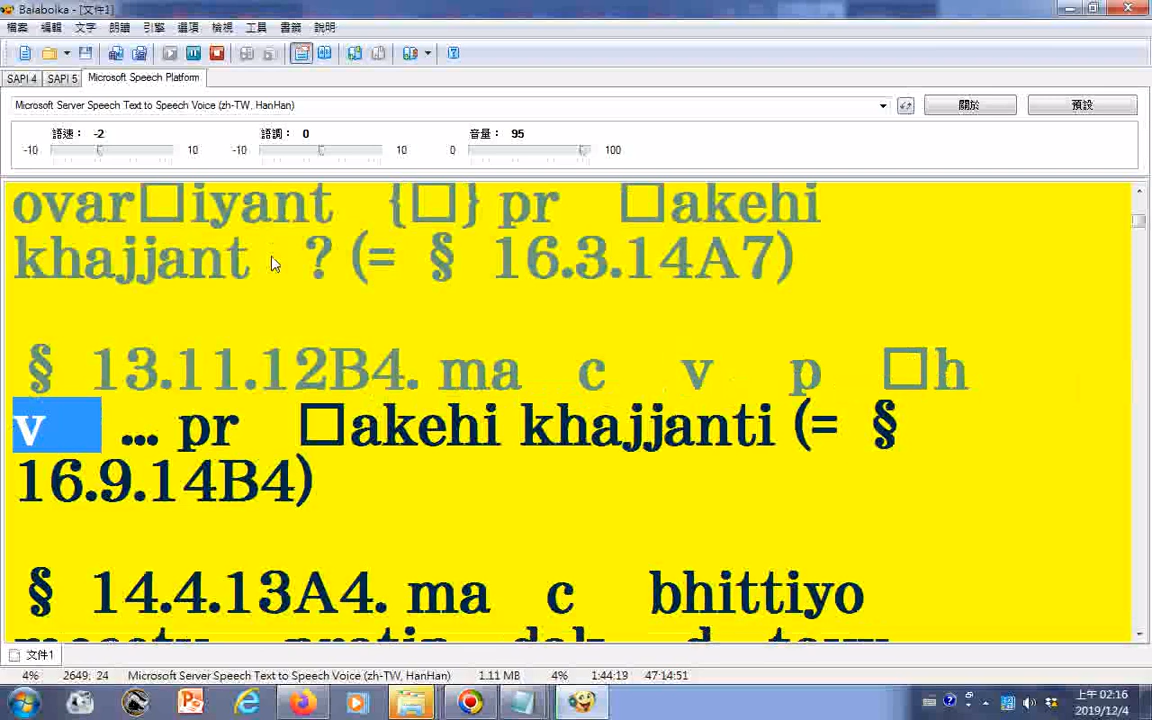 Balabolka - [文件1]
檔案 編輯 文字 朗讀 引擎 選項 檢視 工具 書籤 說明
SAPI 4 SAPI 5 Microsoft Speech Platform
Microsoft Server Speech Text to Speech Voice (zh-TW, HanHan) 關於 預設
語速： -2 語調： 0 音量： 95
-10 10 -10 10 0 100
ovar□iyant {□} pr □akehi
khajjant ? (= § 16.3.14A7)
§ 13.11.12B4. ma c v p □h
v ... pr □akehi khajjanti (= §
16.9.14B4)
§ 14.4.13A4. ma c bhittiyo
文件1
4% 2649; 24 Microsoft Server Speech Text to Speech Voice (zh-TW, HanHan) 1.11 MB 4% 1:44:19 47:14:51
上午 02:16
2019/12/4